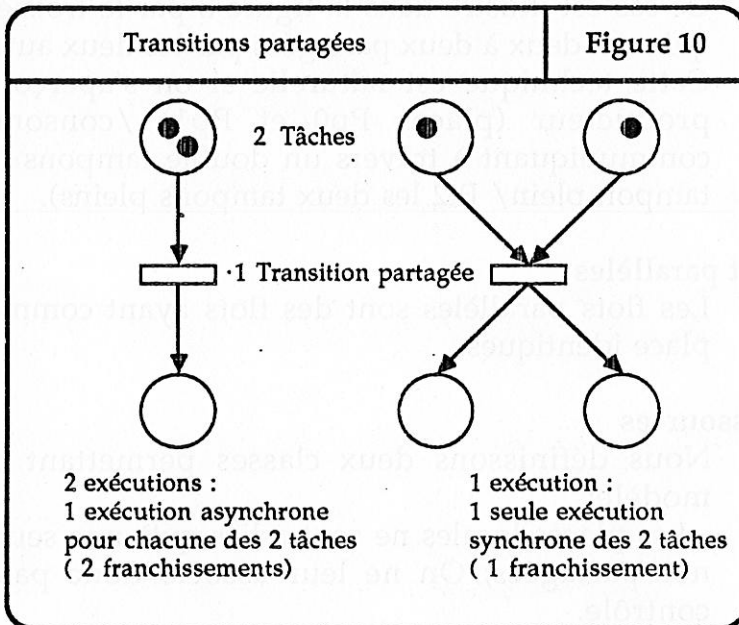 Transitions partagées
Figure 10
2 Tâches
1 Transition partagée
2 exécutions :
1 exécution asynchrone
pour chacune des 2 tâches
( 2 franchissements)
1 exécution :
1 seule exécution
synchrone des 2 tâches
( 1 franchissement)